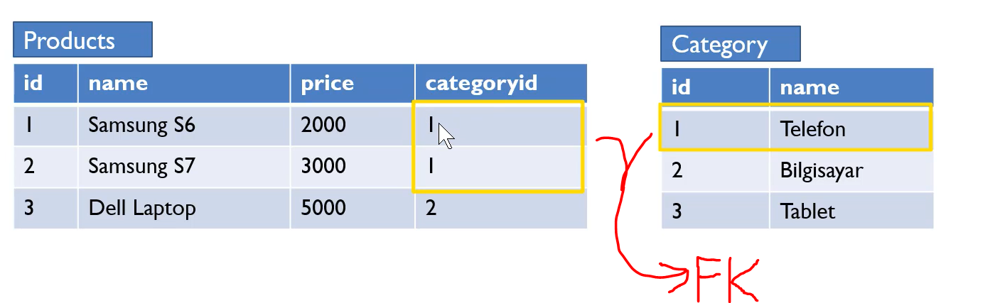 Products
id name price categoryid
1 Samsung S6 2000 1
2 Samsung S7 3000 1
3 Dell Laptop 5000 2
Category
id name
1 Telefon
2 Bilgisayar
3 Tablet
FK